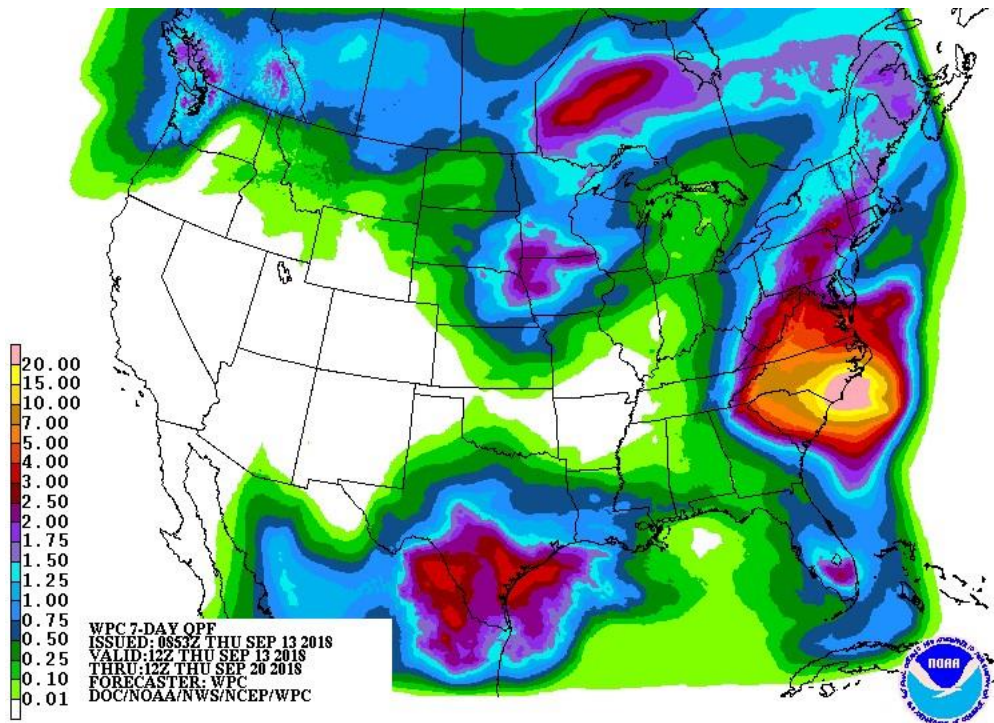 20.00
15.00
10.00
7.00
5.00
4.00
3.00
2.50
2.00
1.75
1.50
1.25
1.00
0.75
0.50
0.25
0.10
0.01
WPC 7-DAY QPF
ISSUED: 0853Z THU SEP 13 2018
VALID: 12Z THU SEP 13 2018
THRU: 12Z THU SEP 20 2018
FORECASTER: WPC
DOC/NOAA/NWS/NCEP/WPC
NOAA